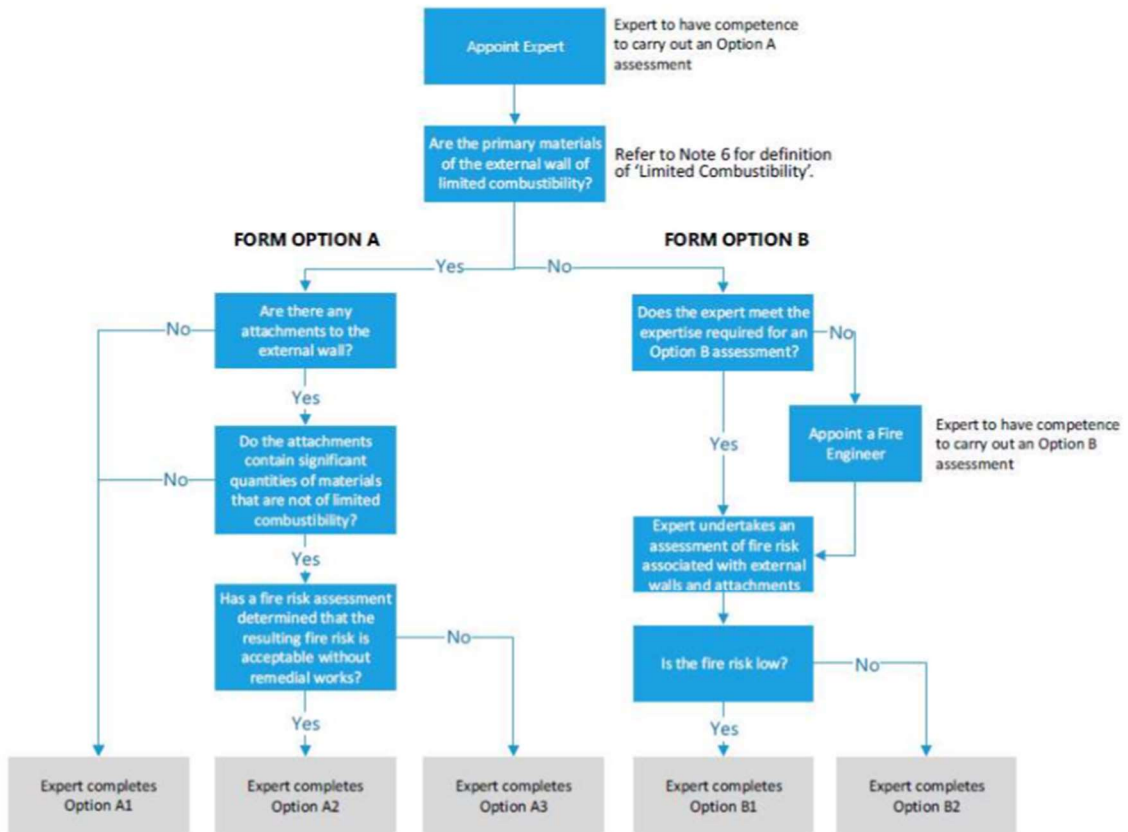 Appoint Expert
Expert to have competence
to carry out an Option A
assessment
Are the primary materials
of the external wall of
limited combustibility?
Refer to Note 6 for definition
of ‘Limited Combustibility’.
FORM OPTION A
FORM OPTION B
Yes
No
Are there any
attachments to the
external wall?
No
Yes
Does the expert meet the
expertise required for an
Option B assessment?
No
Yes
Appoint a Fire
Engineer
Expert to have competence
to carry out an Option B
assessment
Do the attachments
contain significant
quantities of materials
that are not of limited
combustibility?
No
Yes
Expert undertakes an
assessment of fire risk
associated with external
walls and attachments
Has a fire risk assessment
determined that the
resulting fire risk is
acceptable without
remedial works?
No
Yes
Is the fire risk low?
No
Yes
Expert completes
Option A1
Expert completes
Option A2
Expert completes
Option A3
Expert completes
Option B1
Expert completes
Option B2